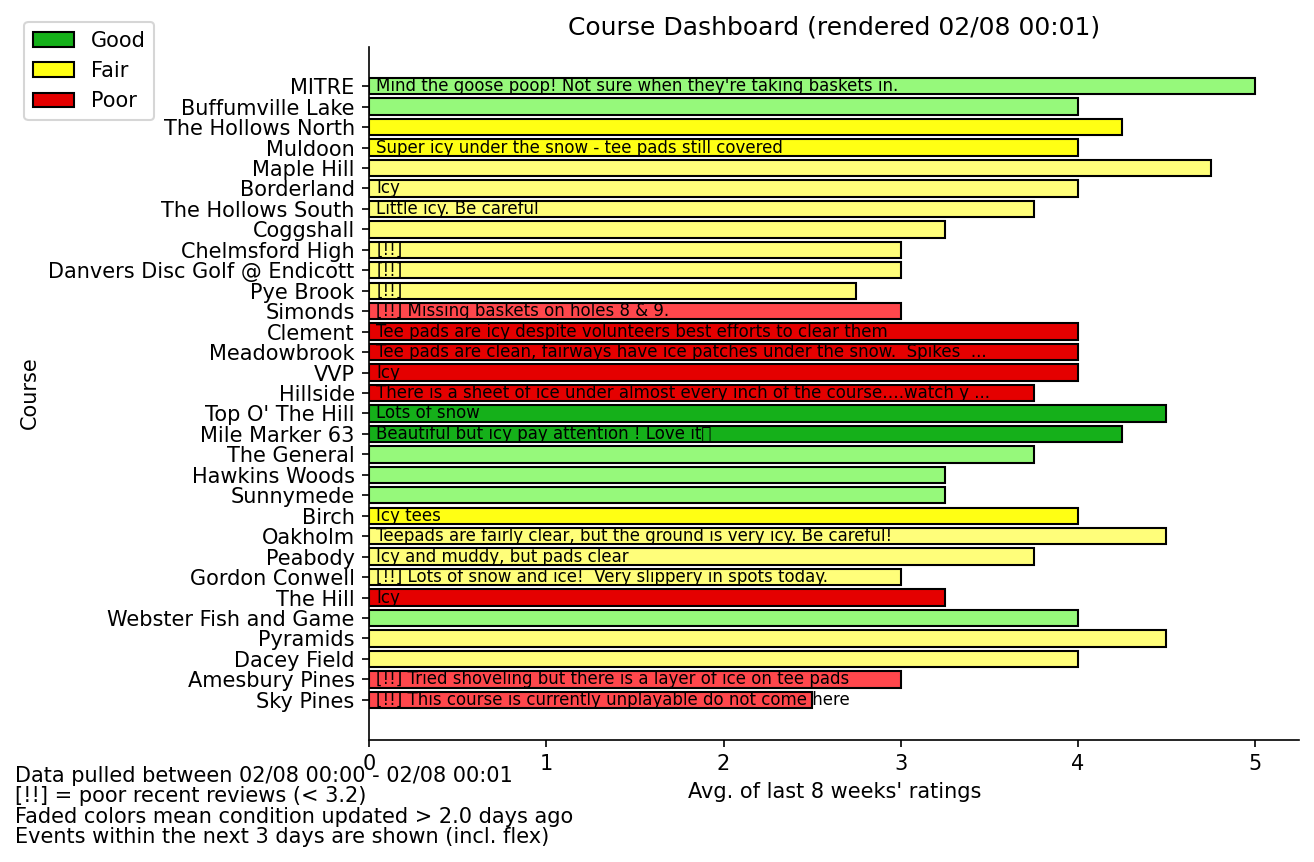 Course Dashboard (rendered 02/08 00:01)
Good
Fair
Poor
MITRE Mind the goose poop! Not sure when they're taking baskets in.
Buffumville Lake
The Hollows North
Muldoon Super icy under the snow - tee pads still covered
Maple Hill
Borderland Icy
The Hollows South Little icy. Be careful
Coggshall
Chelmsford High [!!]
Danvers Disc Golf @ Endicott [!!]
Pye Brook [!!]
Simonds [!!] Missing baskets on holes 8 & 9.
Clement Tee pads are icy despite volunteers best efforts to clear them
Meadowbrook Tee pads are clean, fairways have ice patches under the snow.  Spikes  ...
VVP Icy
Hillside There is a sheet of ice under almost every inch of the course....watch y ...
Top O' The Hill Lots of snow
Mile Marker 63 Beautiful but icy pay attention ! Love it▯
The General
Hawkins Woods
Sunnymede
Birch Icy tees
Oakholm Teepads are fairly clear, but the ground is very icy. Be careful!
Peabody Icy and muddy, but pads clear
Gordon Conwell [!!] Lots of snow and ice!  Very slippery in spots today.
The Hill Icy
Webster Fish and Game
Pyramids
Dacey Field
Amesbury Pines [!!] Tried shoveling but there is a layer of ice on tee pads
Sky Pines [!!] This course is currently unplayable do not come here
Course
0 1 2 3 4 5
Avg. of last 8 weeks' ratings
Data pulled between 02/08 00:00 - 02/08 00:01
[!!] = poor recent reviews (< 3.2)
Faded colors mean condition updated > 2.0 days ago
Events within the next 3 days are shown (incl. flex)